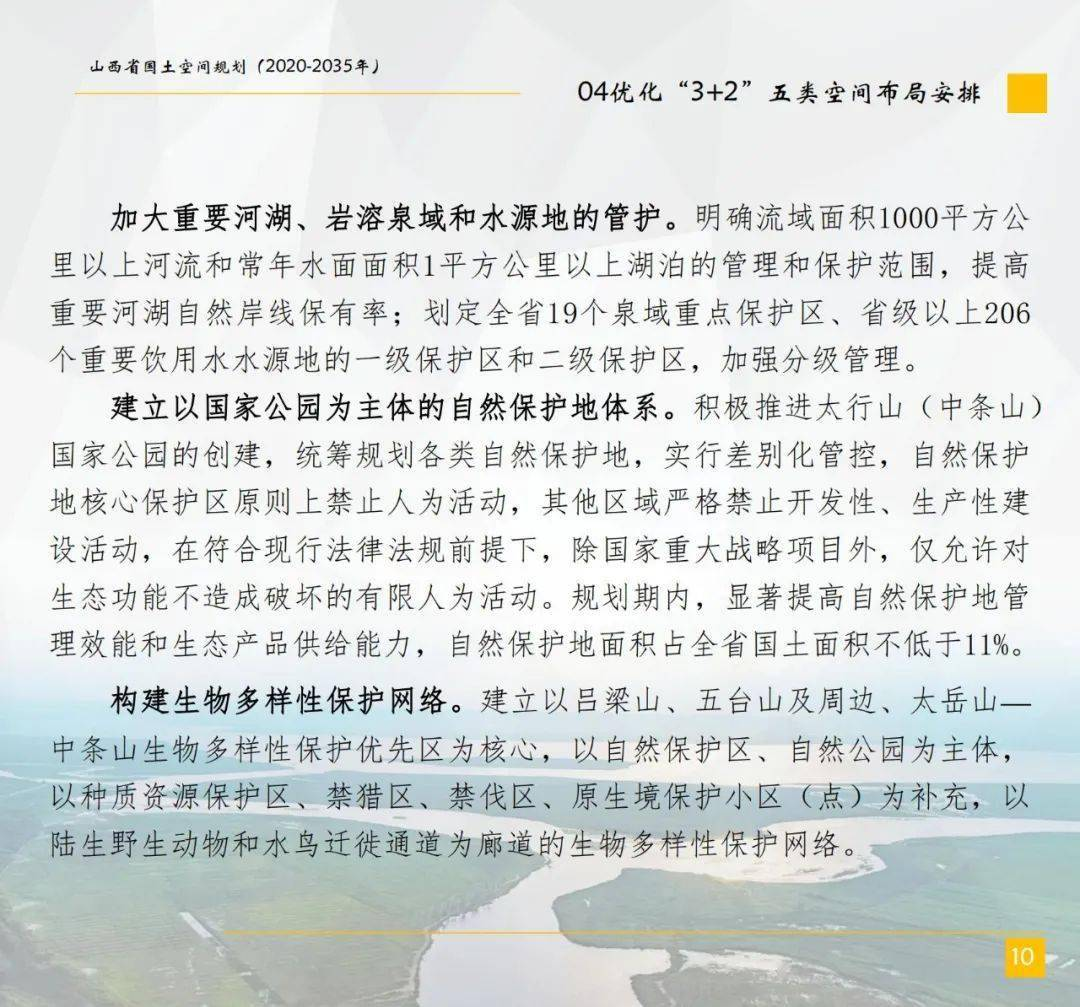 山西省国土空间规划（2020-2035年）
04优化“3+2”五类空间布局安排
加大重要河湖、岩溶泉域和水源地的管护。明确流域面积1000平方公
里以上河流和常年水面面积1平方公里以上湖泊的管理和保护范围，提高
重要河湖自然岸线保有率；划定全省19个泉域重点保护区、省级以上206
个重要饮用水水源地的一级保护区和二级保护区，加强分级管理。
建立以国家公园为主体的自然保护地体系。积极推进太行山（中条山）
国家公园的创建，统筹规划各类自然保护地，实行差别化管控，自然保护
地核心保护区原则上禁止人为活动，其他区域严格禁止开发性、生产性建
设活动，在符合现行法律法规前提下，除国家重大战略项目外，仅允许对
生态功能不造成破坏的有限人为活动。规划期内，显著提高自然保护地管
理效能和生态产品供给能力，自然保护地面积占全省国土面积不低于11%。
构建生物多样性保护网络。建立以吕梁山、五台山及周边、太岳山—
中条山生物多样性保护优先区为核心，以自然保护区、自然公园为主体，
以种质资源保护区、禁猎区、禁伐区、原生境保护小区（点）为补充，以
陆生野生动物和水鸟迁徙通道为廊道的生物多样性保护网络。
10